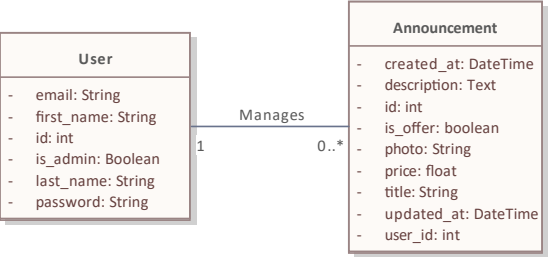 User
- email: String
- first_name: String
- id: int
- is_admin: Boolean
- last_name: String
- password: String
Manages
1
0..*
Announcement
- created_at: DateTime
- description: Text
- id: int
- is_offer: boolean
- photo: String
- price: float
- title: String
- updated_at: DateTime
- user_id: int